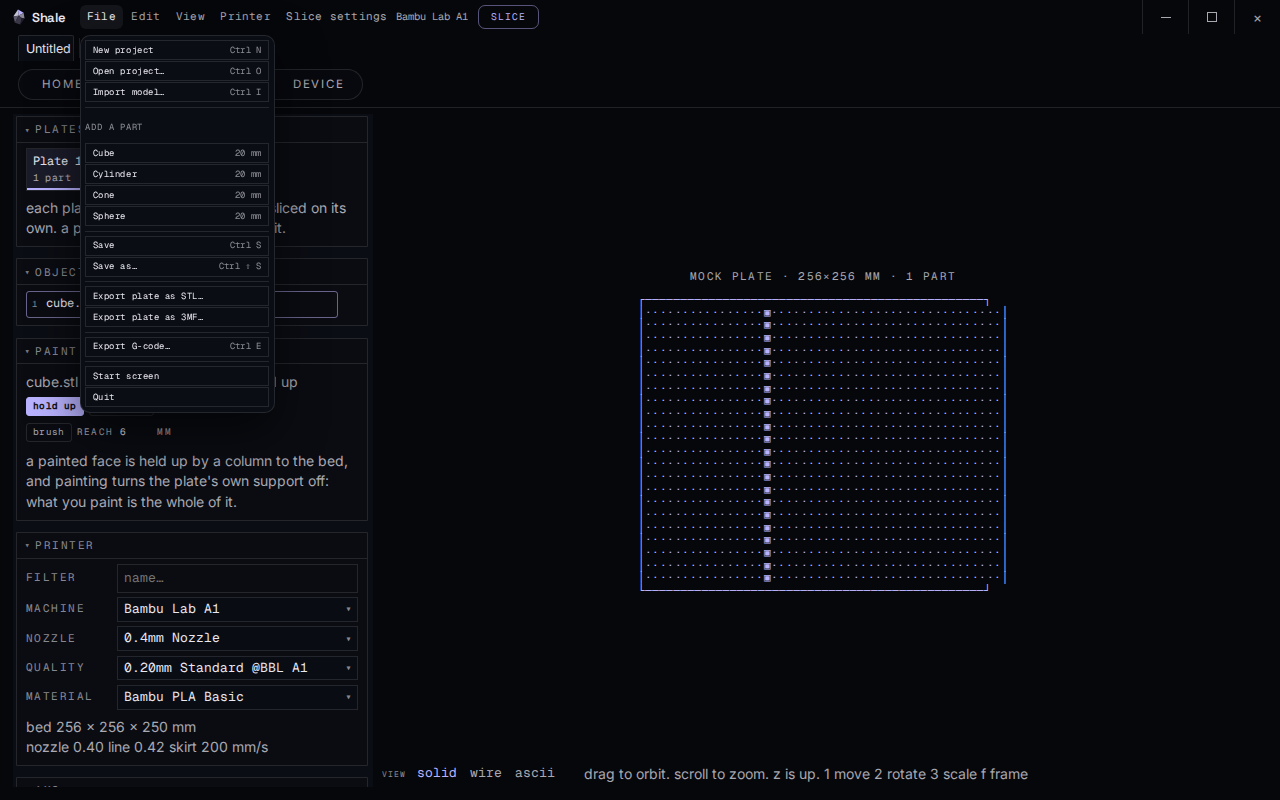 Shale File Edit View Printer Slice settings Bambu Lab A1 SLICE
Untitled
HOME DEVICE
New project Ctrl N
Open project… Ctrl O
Import model… Ctrl I
ADD A PART
Cube 20 mm
Cylinder 20 mm
Cone 20 mm
Sphere 20 mm
Save Ctrl S
Save as… Ctrl ⇧ S
Export plate as STL…
Export plate as 3MF…
Export G-code… Ctrl E
Start screen
Quit
Plate 1
1 part
each sliced on its
own. a it.
1 cube.
PAINT
cube.stl up
hold up
brush REACH 6 MM
a painted face is held up by a column to the bed,
and painting turns the plate's own support off:
what you paint is the whole of it.
PRINTER
FILTER name…
MACHINE Bambu Lab A1
NOZZLE 0.4mm Nozzle
QUALITY 0.20mm Standard @BBL A1
MATERIAL Bambu PLA Basic
bed 256 × 256 × 250 mm
nozzle 0.40 line 0.42 skirt 200 mm/s
MOCK PLATE · 256×256 MM · 1 PART
VIEW solid wire ascii drag to orbit. scroll to zoom. z is up. 1 move 2 rotate 3 scale f frame